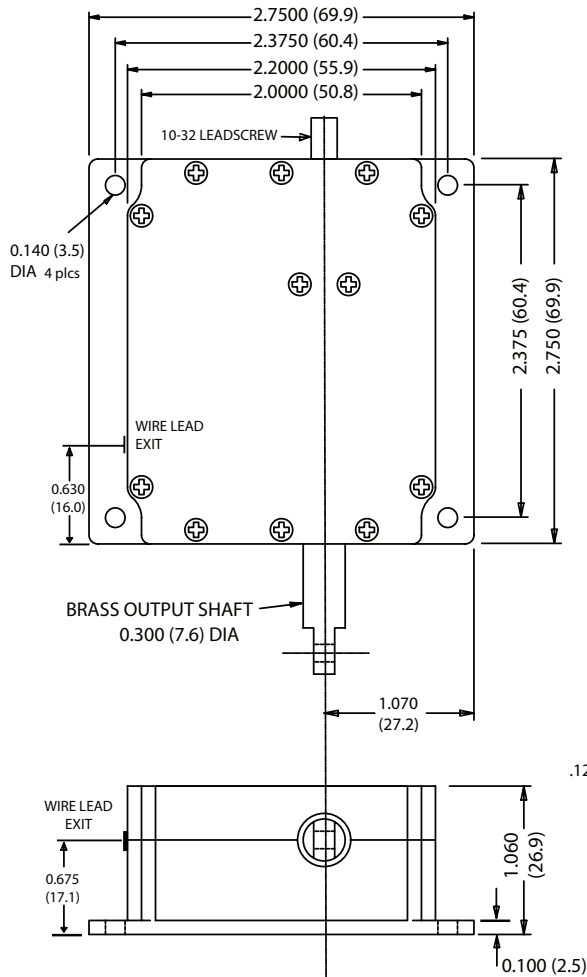 2.7500 (69.9)
2.3750 (60.4)
2.2000 (55.9)
2.0000 (50.8)
10-32 LEADSCREW
0.140 (3.5)
DIA 4 plcs
2.375 (60.4)
2.750 (69.9)
WIRE LEAD
EXIT
0.630
(16.0)
BRASS OUTPUT SHAFT
0.300 (7.6) DIA
1.070
(27.2)
.12
WIRE LEAD
EXIT
0.675
(17.1)
1.060
(26.9)
0.100 (2.5)